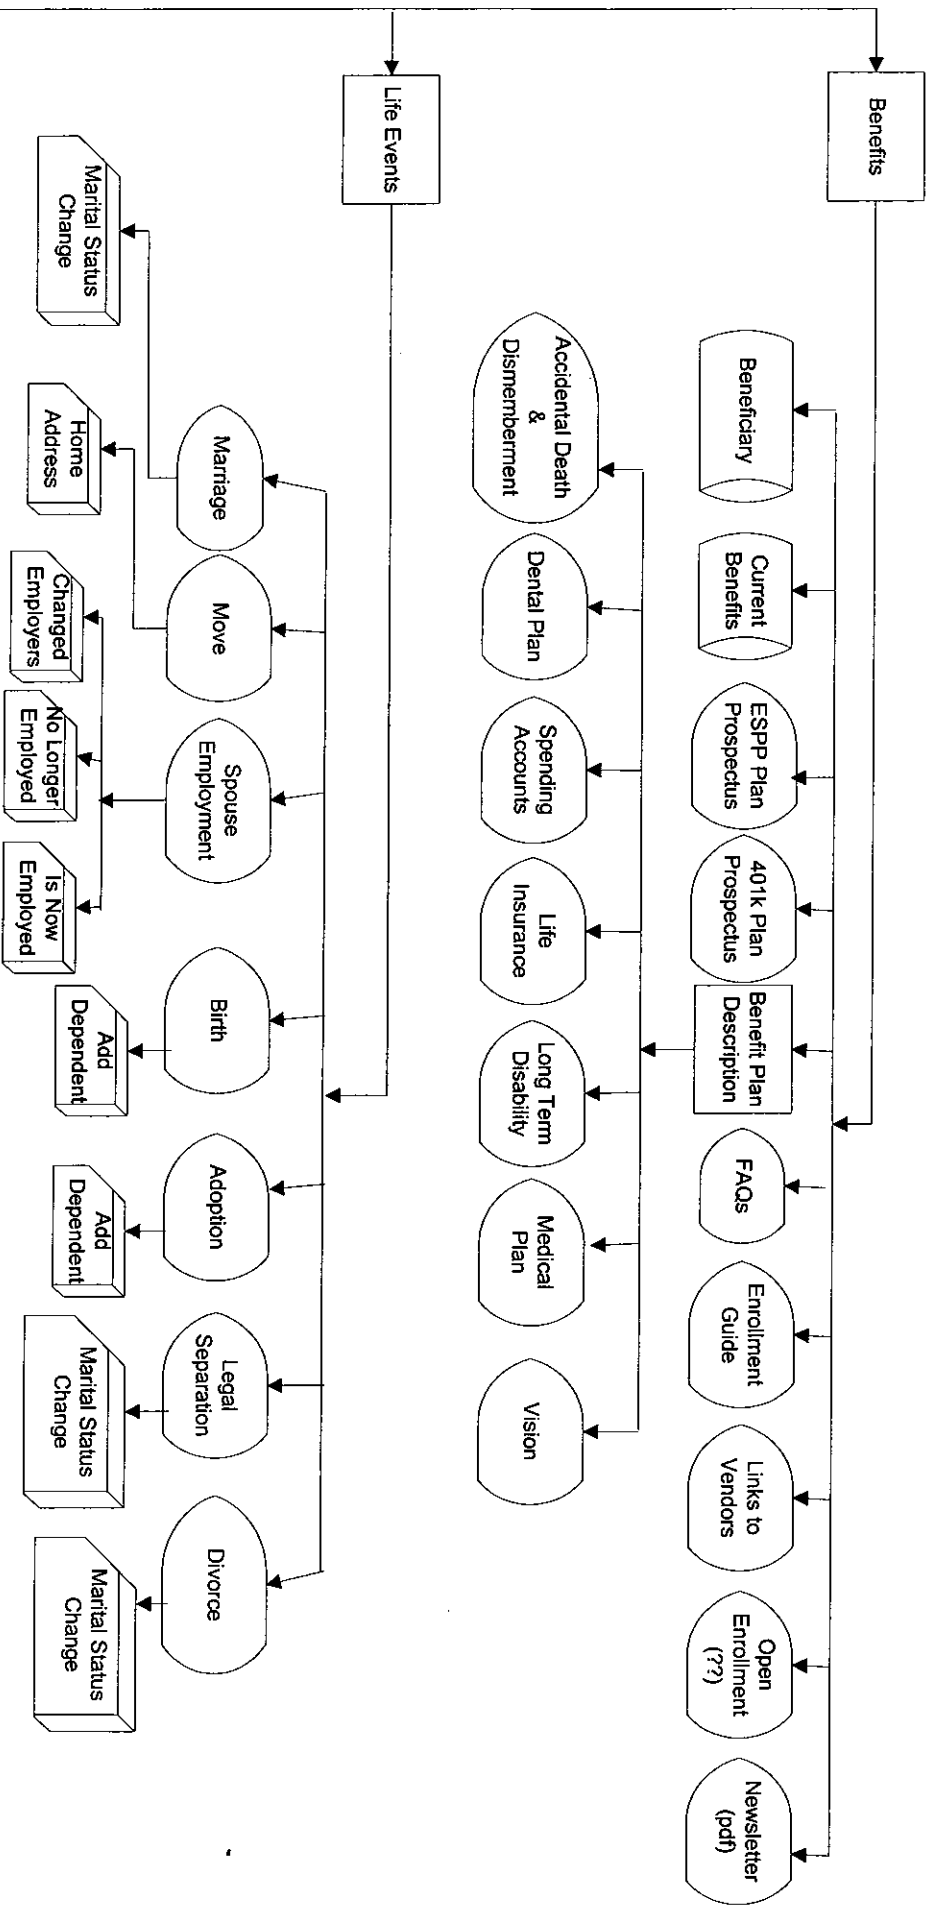 Benefits
Beneficiary
Current
Benefits
ESPP Plan
Prospectus
401k Plan
Prospectus
Benefit Plan
Description
FAQs
Enrollment
Guide
Links to
Vendors
Open
Enrollment
(??)
Newsletter
(pdf)
Accidental Death
&
Dismemberment
Dental Plan
Spending
Accounts
Life
Insurance
Long Term
Disability
Medical
Plan
Vision
Life Events
Marriage
Move
Spouse
Employment
Birth
Adoption
Legal
Separation
Divorce
Marital Status
Change
Home
Address
Changed
Employers
No Longer
Employed
Is Now
Employed
Add
Dependent
Add
Dependent
Marital Status
Change
Marital Status
Change